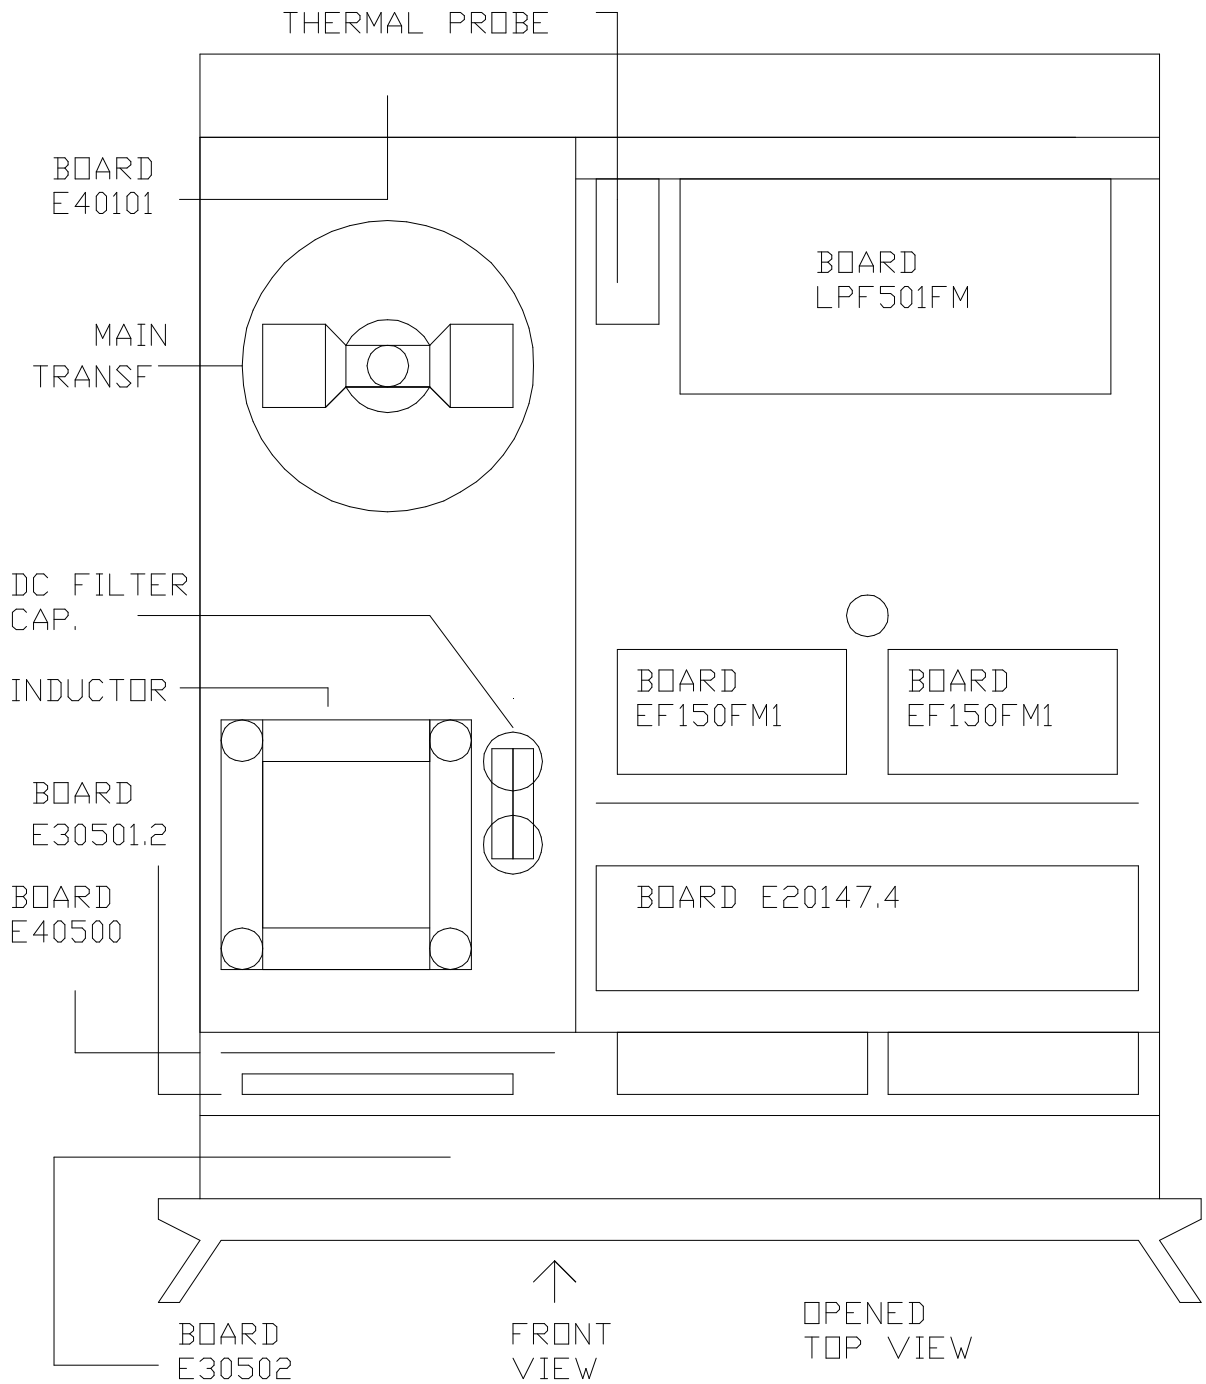 THERMAL PROBE
BOARD
E40101
BOARD
LPF501FM
MAIN
TRANSF
DC FILTER
CAP.
INDUCTOR
BOARD
EF150FM1
BOARD
EF150FM1
BOARD
E30501.2
BOARD
E40500
BOARD E20147.4
BOARD
E30502
FRONT
VIEW
OPENED
TOP VIEW